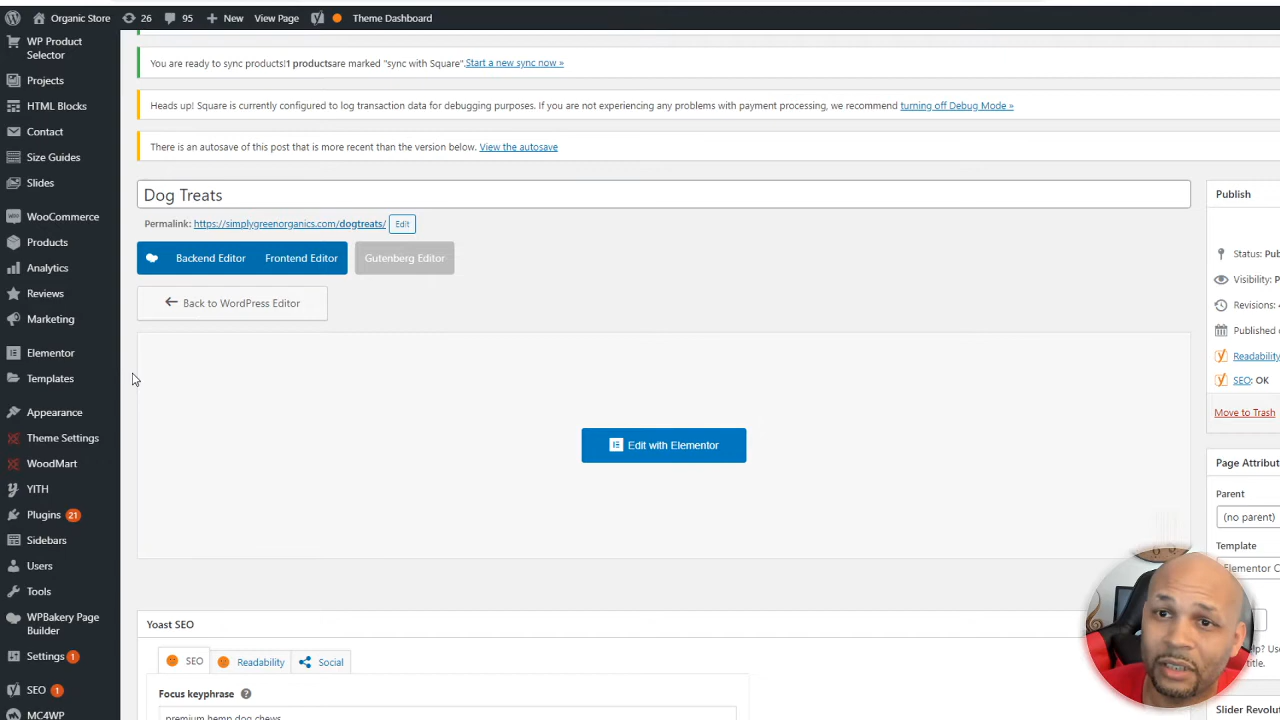 Organic Store 26 95 + New View Page Theme Dashboard
WP Product
Selector
Projects
HTML Blocks
Contact
Size Guides
Slides
WooCommerce
Products
Analytics
Reviews
Marketing
Elementor
Templates
Appearance
Theme Settings
WoodMart
YITH
Plugins 21
Sidebars
Users
Tools
WPBakery Page
Builder
Settings 1
SEO 1
MC4WP
You are ready to sync products!1 productsare marked "sync with Square".Start a new sync now »
Heads up! Square is currently configured to log transaction data for debugging purposes. If you are not experiencing any problems with payment processing, we recommend turning off Debug Mode »
There is an autosave of this post that is more recent than the version below. View the autosave
Dog Treats
Permalink: https://simplygreenorganics.com/dogtreats/ Edit
Backend Editor Frontend Editor Gutenberg Editor
← Back to WordPress Editor
Edit with Elementor
Yoast SEO
SEO Readability Social
Focus keyphrase ?
premium hemp dog chews
Publish
Status: Pub
Visibility: P
Revisions: 4
Published o
Readability
SEO: OK
Move to Trash
Page Attribut
Parent
(no parent)
Template
Elementor C
help? Use
title.
Slider Revolut